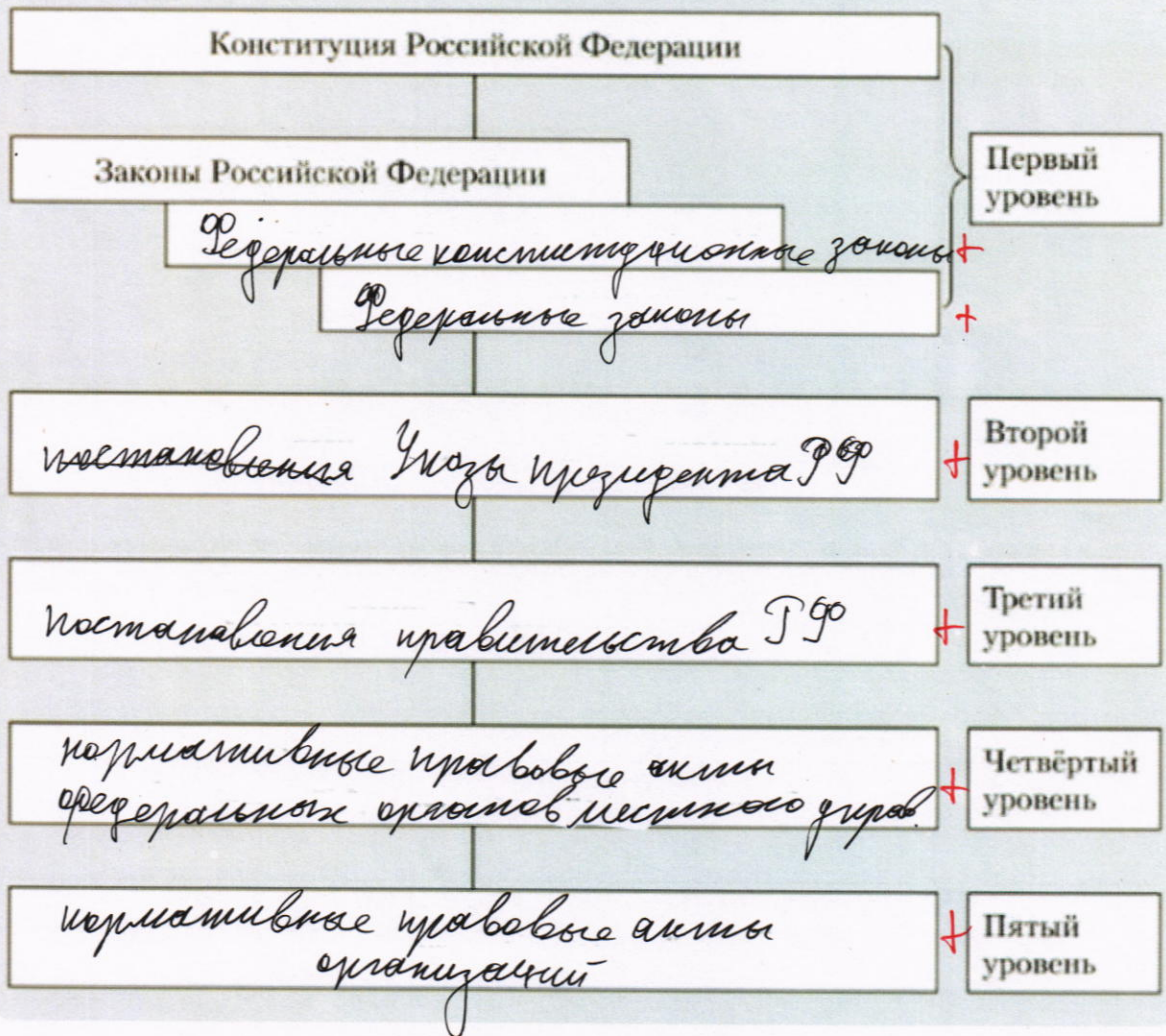 Конституция Российской Федерации
Законы Российской Федерации
Первый
уровень
Федеральные конституционные законы +
Федеральные законы +
постановления Указы президента РФ +
Второй
уровень
постановления правительства РФ +
Третий
уровень
нормативные правовые акты
федеральных органов местного управ. +
Четвёртый
уровень
нормативные правовые акты
организаций +
Пятый
уровень